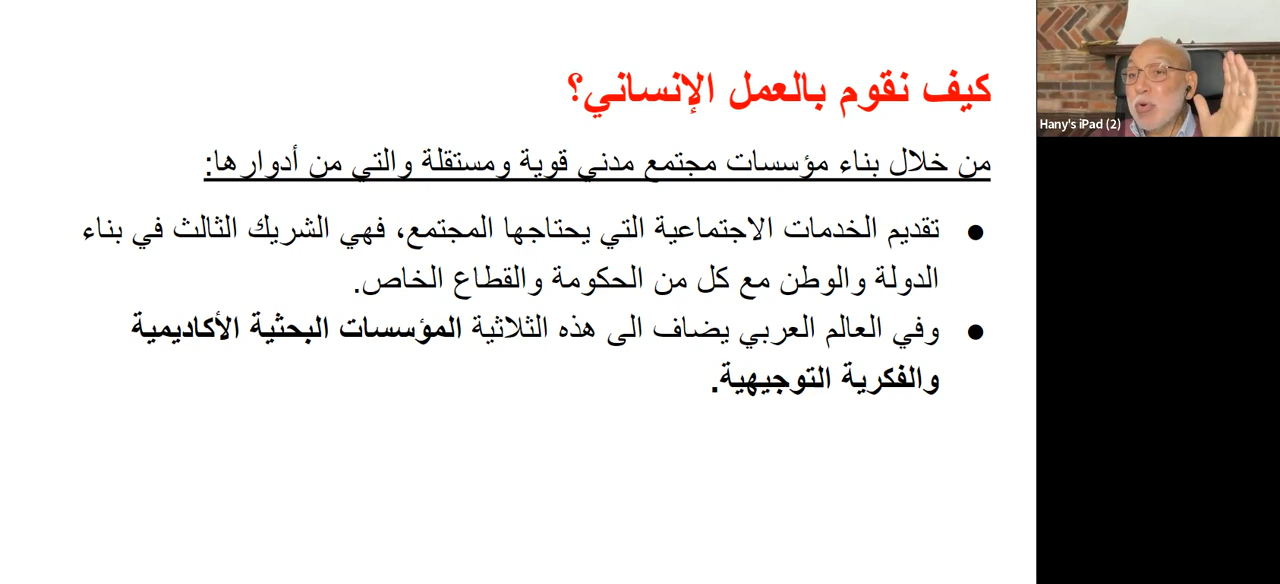 كيف نقوم بالعمل الإنساني؟
من خلال بناء مؤسسات مجتمع مدني قوية ومستقلة والتي من أدوارها:
● تقديم الخدمات الاجتماعية التي يحتاجها المجتمع، فهي الشريك الثالث في بناء
الدولة والوطن مع كل من الحكومة والقطاع الخاص.
● وفي العالم العربي يضاف الى هذه الثلاثية المؤسسات البحثية الأكاديمية
والفكرية التوجيهية.
Hany's iPad (2)